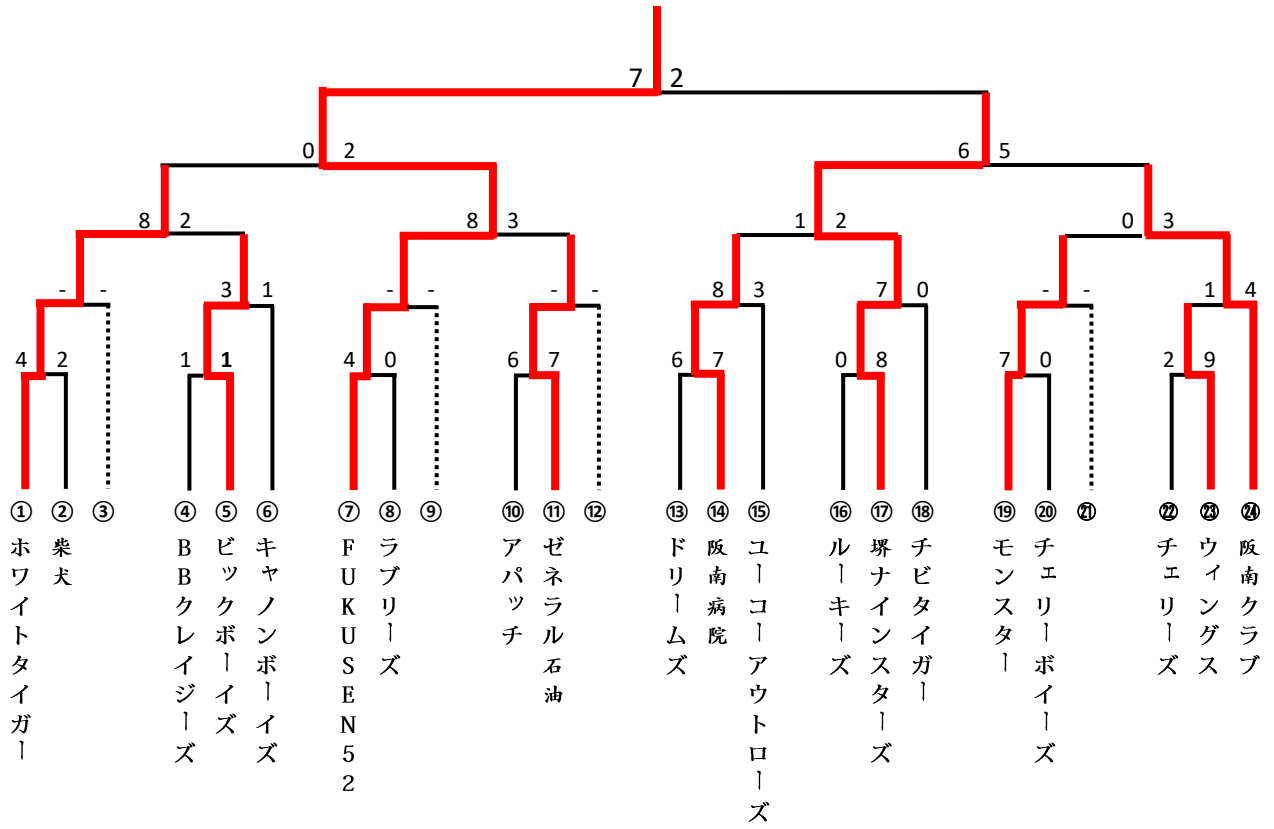 7 2
0 2 6 5
8 2 8 3 1 2 0 3
- - 3 1 - - - - 8 3 7 0 - - 1 4
4 2 1 1 4 0 6 7 6 7 0 8 7 0 2 9
① ② ③ ④ ⑤ ⑥ ⑦ ⑧ ⑨ ⑩ ⑪ ⑫ ⑬ ⑭ ⑮ ⑯ ⑰ ⑱ ⑲ ⑳ ㉑ ㉒ ㉓ ㉔
ホワイトタイガー
柴犬
BBクレイジーズ
ビックボーイズ
キャノンボーイズ
FUKUSEN52
ラブリーズ
アパッチ
ゼネラル石油
ドリームズ
阪南病院
ユーコーアウトローズ
ルーキーズ
堺ナインスターズ
チビタイガー
モンスター
チェリーボイーズ
チェリーズ
ウィングス
阪南クラブ